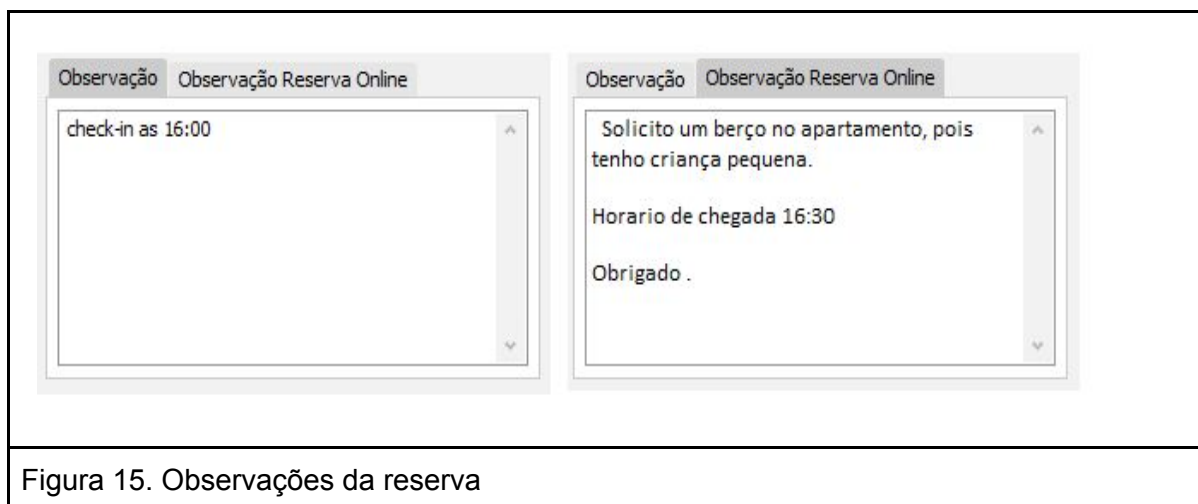 Observação Observação Reserva Online
check-in as 16:00
Observação Observação Reserva Online
Solicito um berço no apartamento, pois
tenho criança pequena.
Horario de chegada 16:30
Obrigado .
Figura 15. Observações da reserva